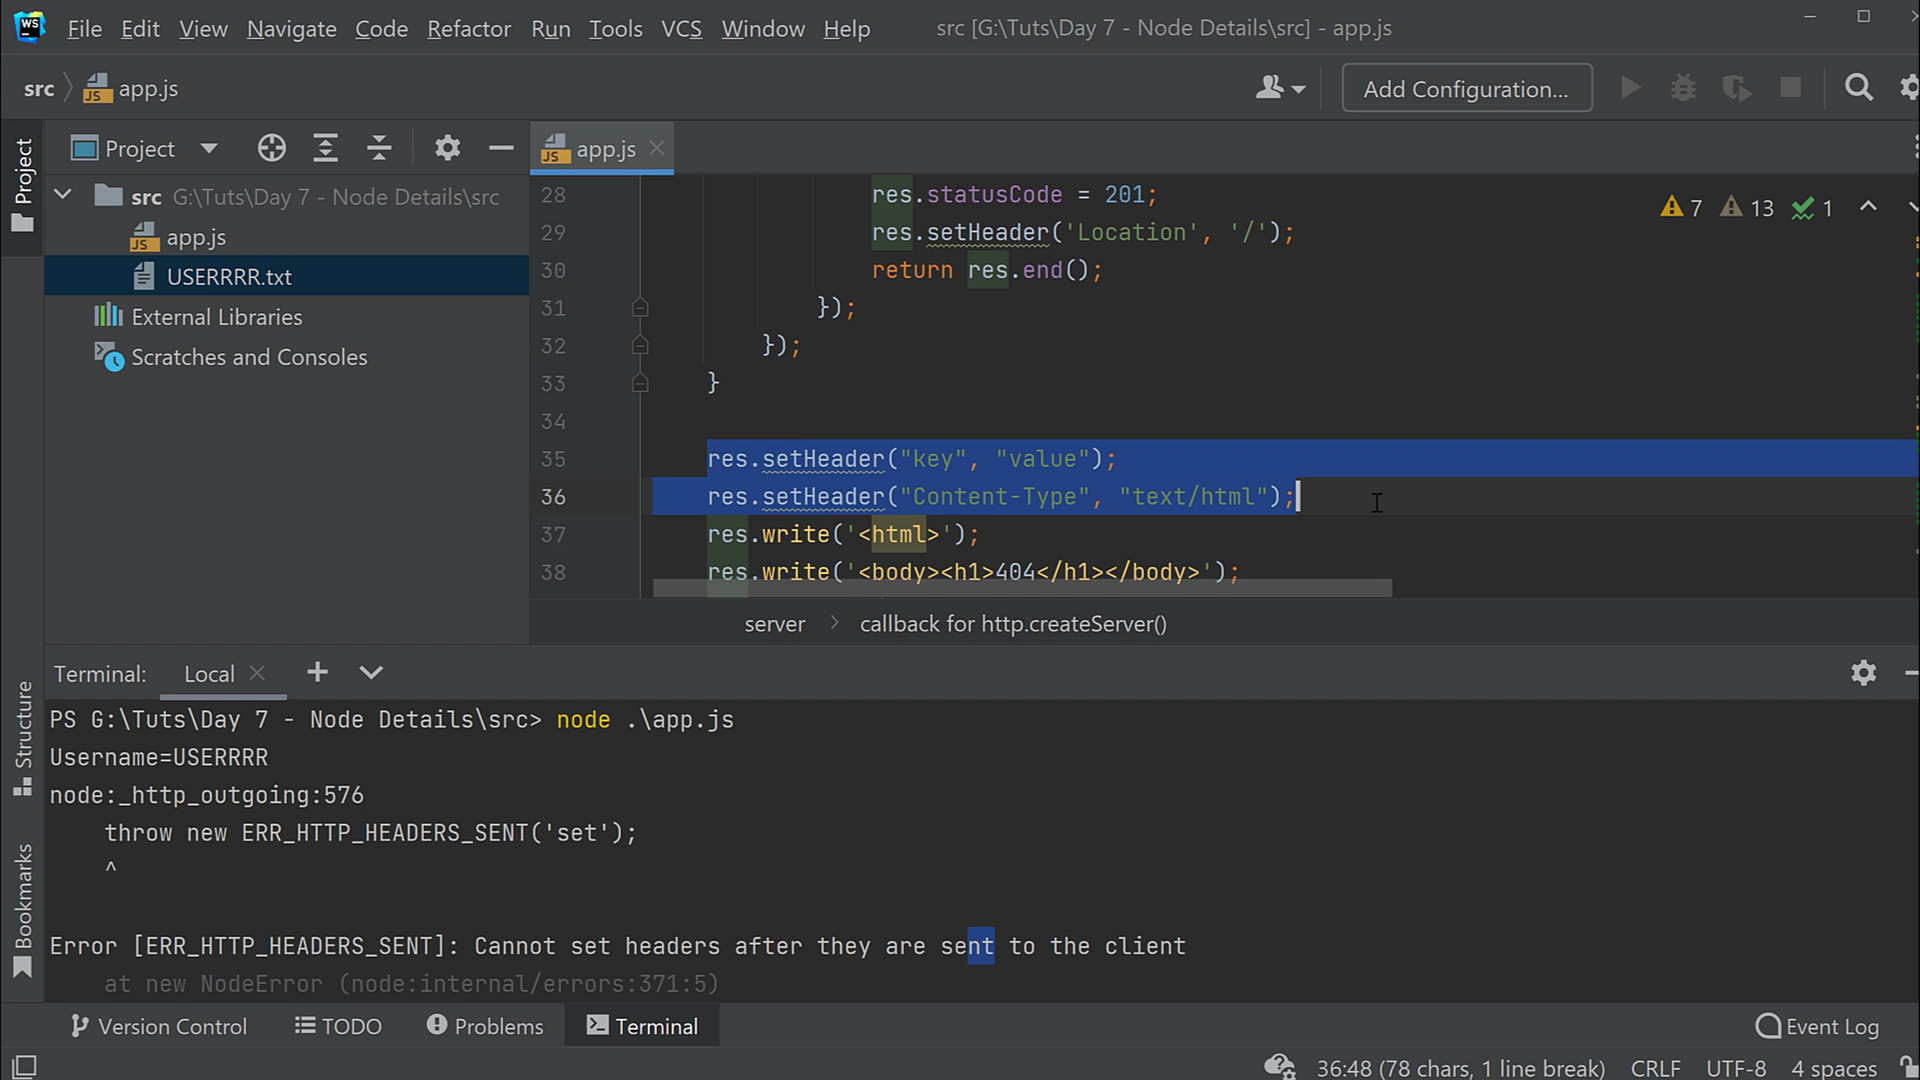 WS
File Edit View Navigate Code Refactor Run Tools VCS Window Help src [G:\Tuts\Day 7 - Node Details\src] - app.js
src app.js Add Configuration...
Project
Project
app.js
src G:\Tuts\Day 7 - Node Details\src
app.js
USERRRR.txt
External Libraries
Scratches and Consoles
7 13 1
28 res.statusCode = 201;
29 res.setHeader('Location', '/');
30 return res.end();
31 });
32 });
33 }
34
35 res.setHeader("key", "value");
36 res.setHeader("Content-Type", "text/html");
37 res.write('<html>');
38 res.write('<body><h1>404</h1></body>');
server callback for http.createServer()
Structure
Bookmarks
Terminal: Local
PS G:\Tuts\Day 7 - Node Details\src> node .\app.js
Username=USERRRR
node:_http_outgoing:576
throw new ERR_HTTP_HEADERS_SENT('set');
^
Error [ERR_HTTP_HEADERS_SENT]: Cannot set headers after they are sent to the client
at new NodeError (node:internal/errors:371:5)
Version Control TODO Problems Terminal Event Log
36:48 (78 chars, 1 line break) CRLF UTF-8 4 spaces